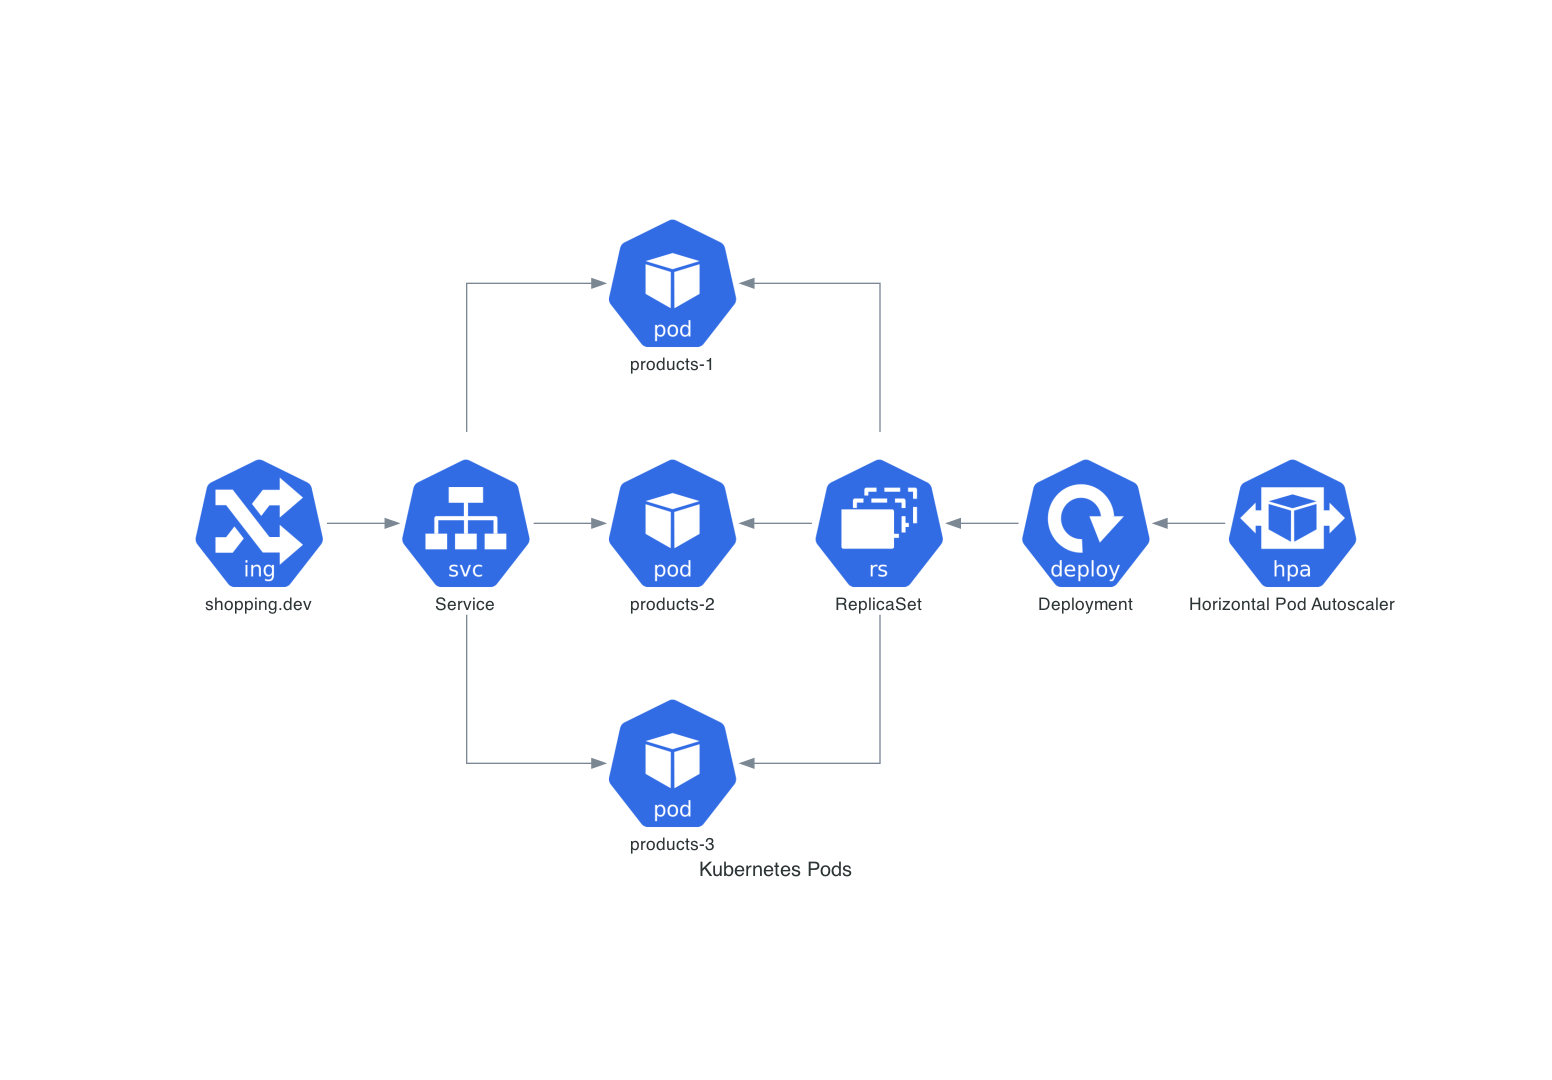 pod
products-1
ing
shopping.dev
svc
Service
pod
products-2
rs
ReplicaSet
deploy
Deployment
hpa
Horizontal Pod Autoscaler
pod
products-3
Kubernetes Pods